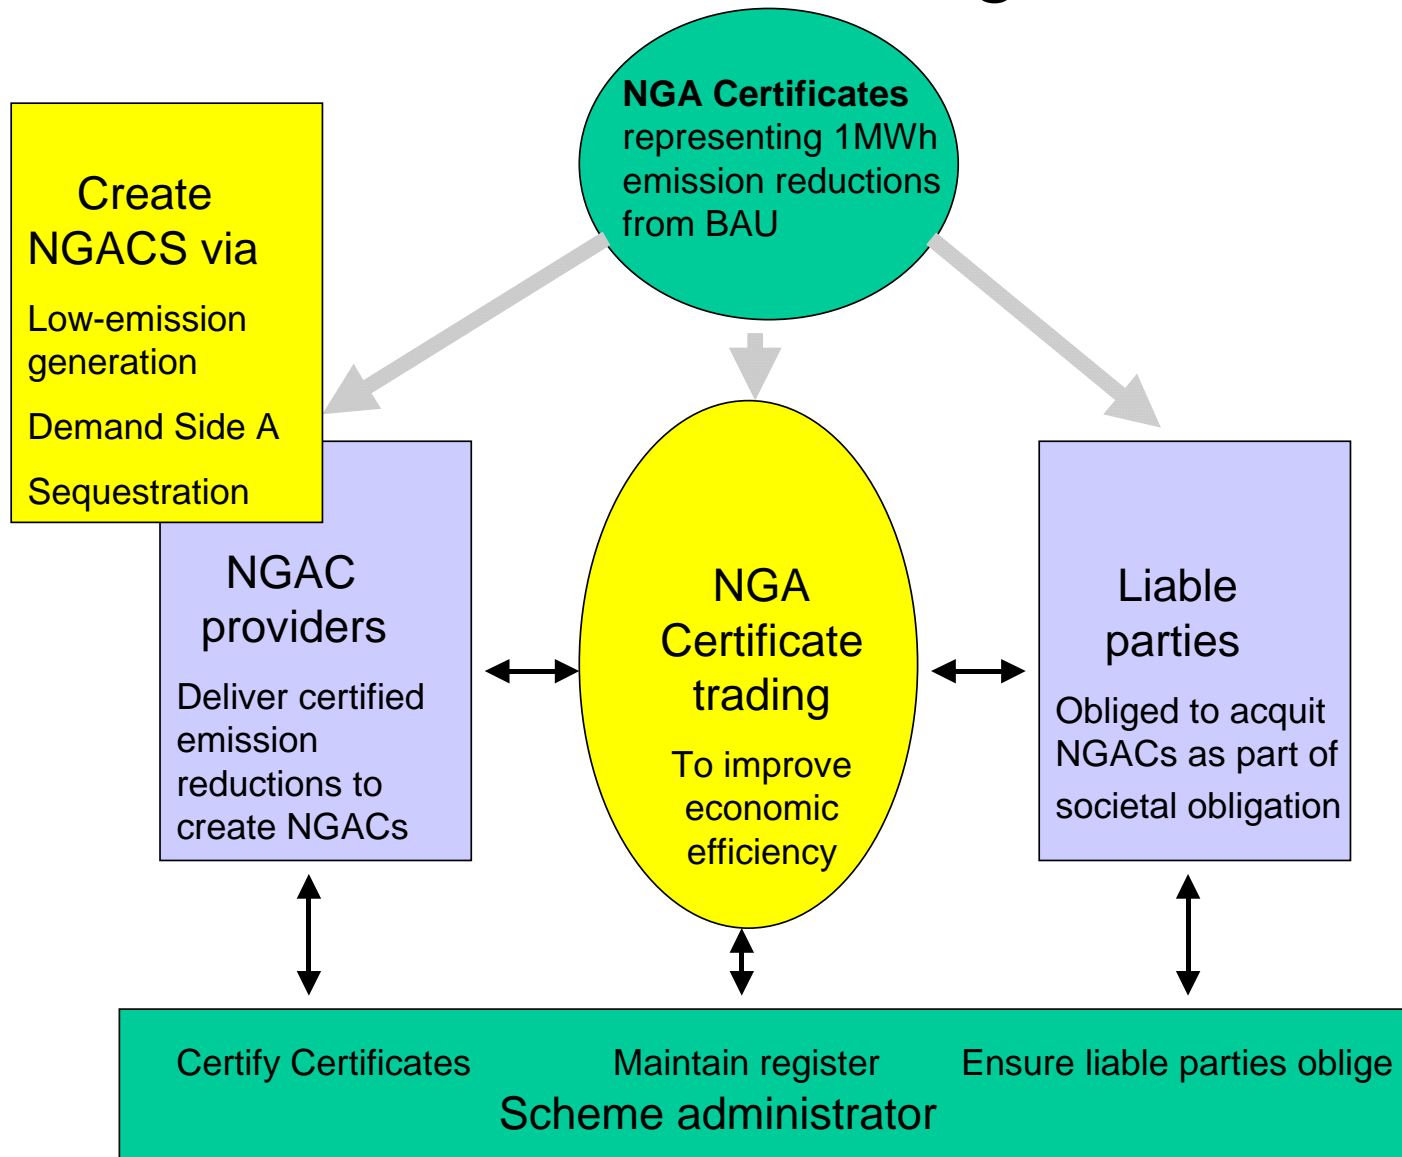 NGA Certificates
representing 1MWh
emission reductions
from BAU
Create
NGACS via
Low-emission
generation
Demand Side A
Sequestration
NGAC
providers
Deliver certified
emission
reductions to
create NGACs
NGA
Certificate
trading
To improve
economic
efficiency
Liable
parties
Obliged to acquit
NGACs as part of
societal obligation
Certify Certificates
Maintain register
Ensure liable parties oblige
Scheme administrator